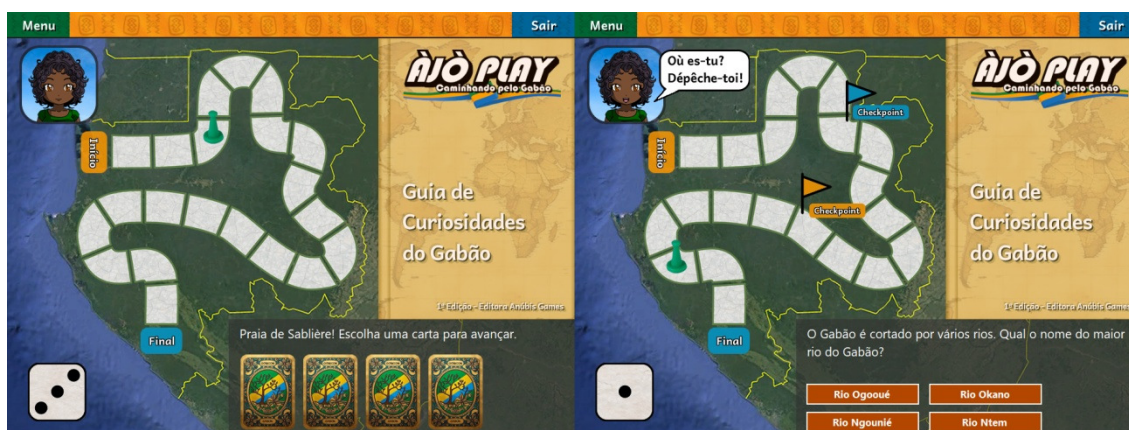 Menu
Sair
ÀJÒ PLAY
Caminhando pelo Gabão
Início
Guia de
Curiosidades
do Gabão
1ª Edição - Editora Anúbis Games
Final
Praia de Sablière! Escolha uma carta para avançar.
Menu
Sair
Où es-tu?
Dépêche-toi!
ÀJÒ PLAY
Caminhando pelo Gabão
Checkpoint
Início
Checkpoint
Guia de
Curiosidades
do Gabão
1ª Edição - Editora Anúbis Games
Final
O Gabão é cortado por vários rios. Qual o nome do maior
rio do Gabão?
Rio Ogooué
Rio Okano
Rio Ngounié
Rio Ntem